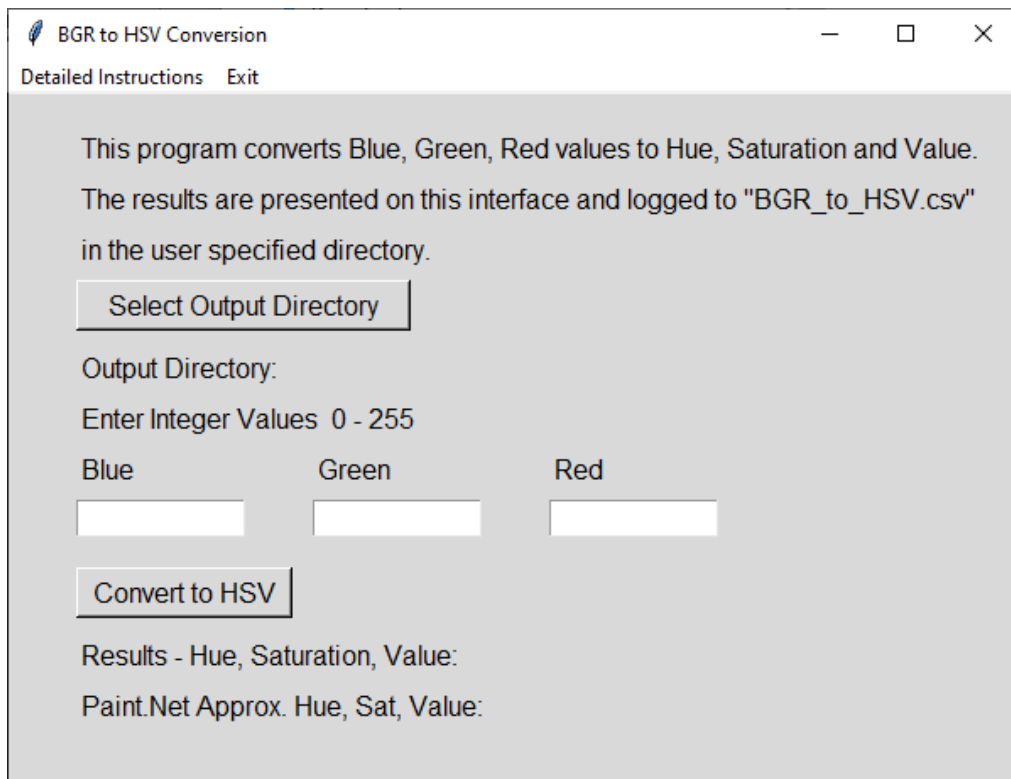 BGR to HSV Conversion
Detailed Instructions Exit
This program converts Blue, Green, Red values to Hue, Saturation and Value.
The results are presented on this interface and logged to "BGR_to_HSV.csv"
in the user specified directory.
Select Output Directory
Output Directory:
Enter Integer Values  0 - 255
Blue Green Red
Convert to HSV
Results - Hue, Saturation, Value:
Paint.Net Approx. Hue, Sat, Value: